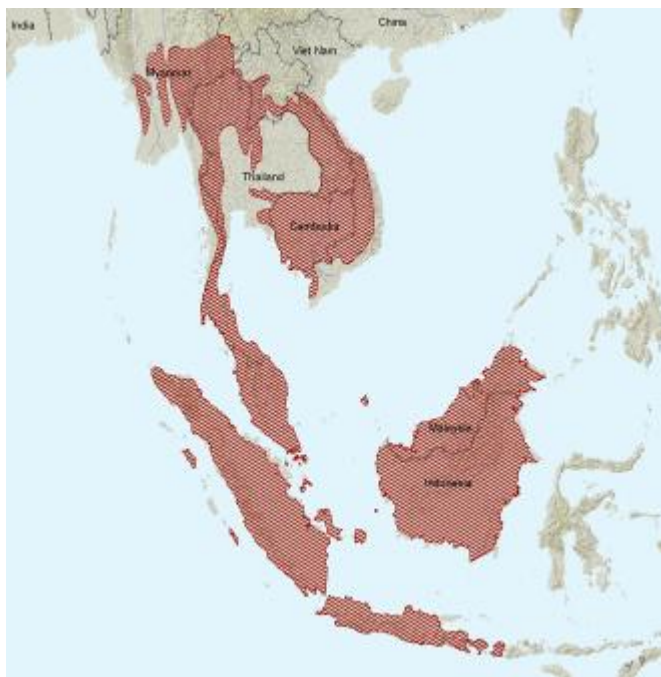 India
China
Viet Nam
Myanmar
Thailand
Cambodia
Malaysia
Indonesia